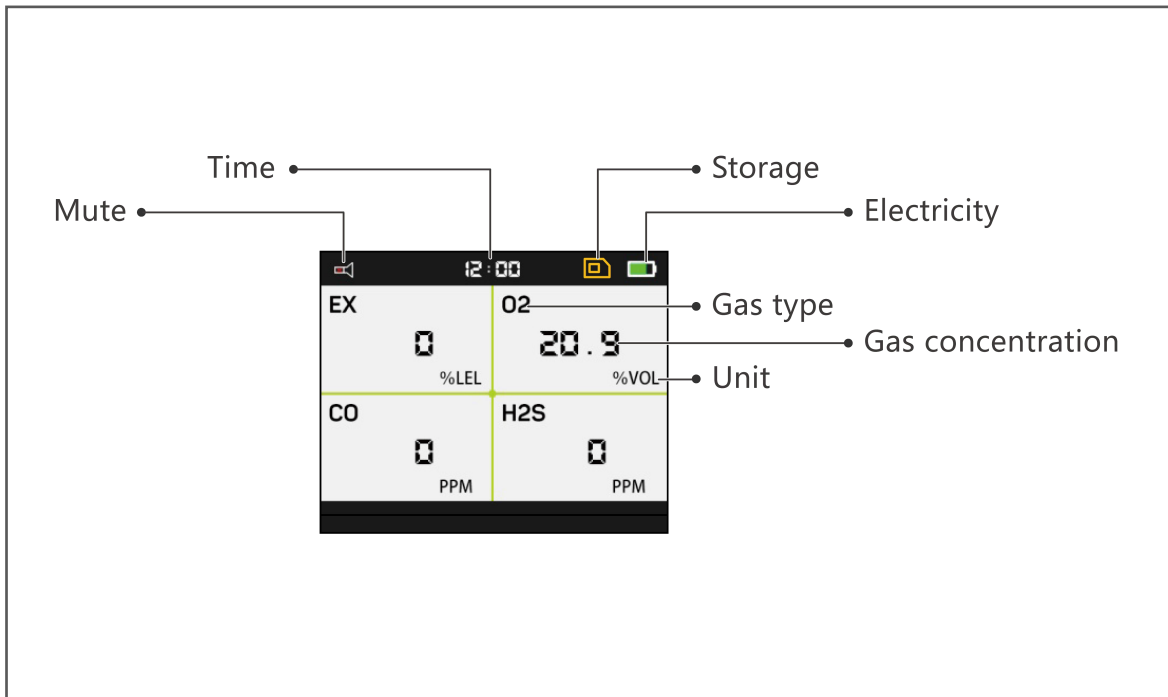 Time
Storage
Mute
Electricity
12:00
EX
O2
Gas type
0
20.9
Gas concentration
%LEL
%VOL
Unit
CO
H2S
0
0
PPM
PPM